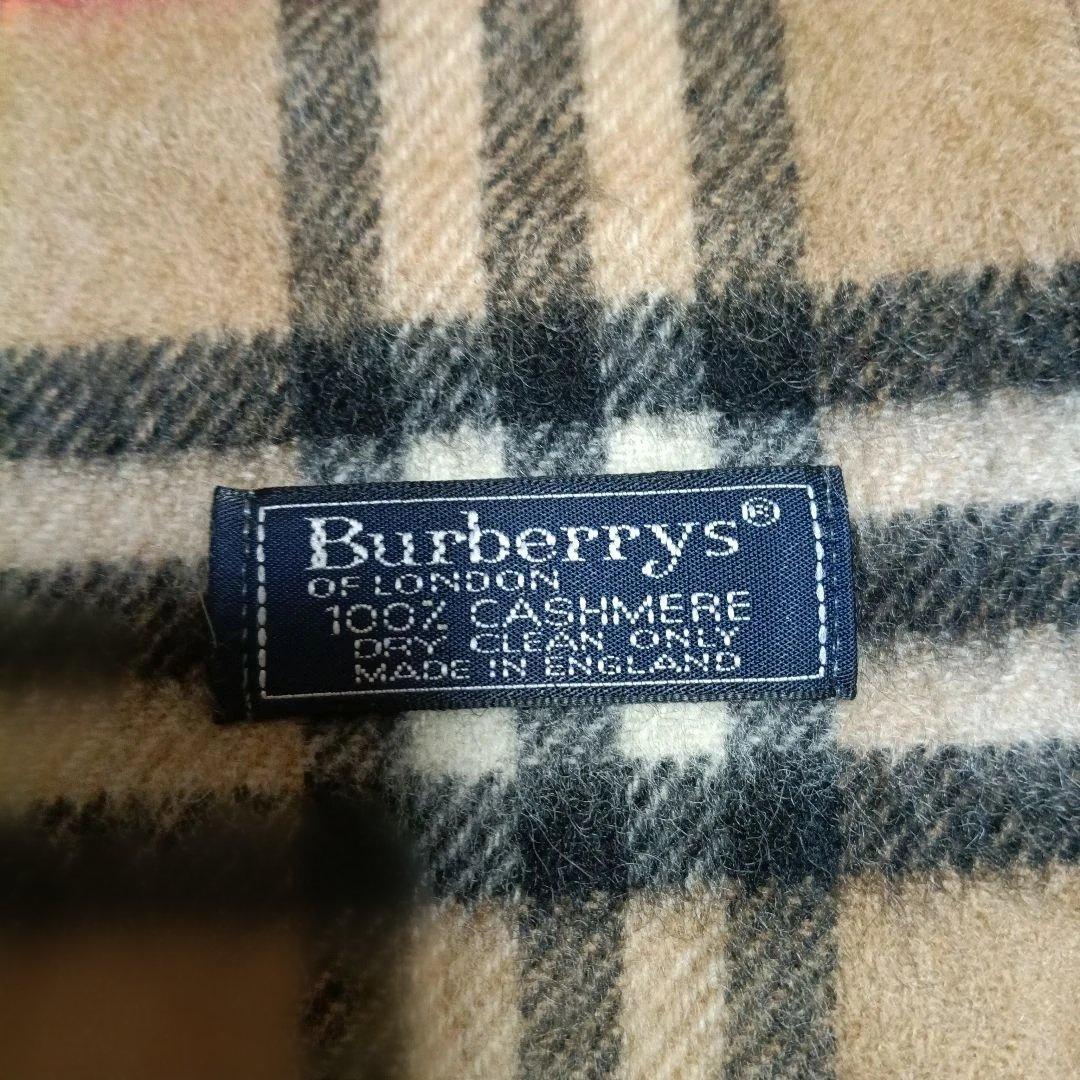 Burberrys®
OF LONDON
100% CASHMERE
DRY CLEAN ONLY
MADE IN ENGLAND